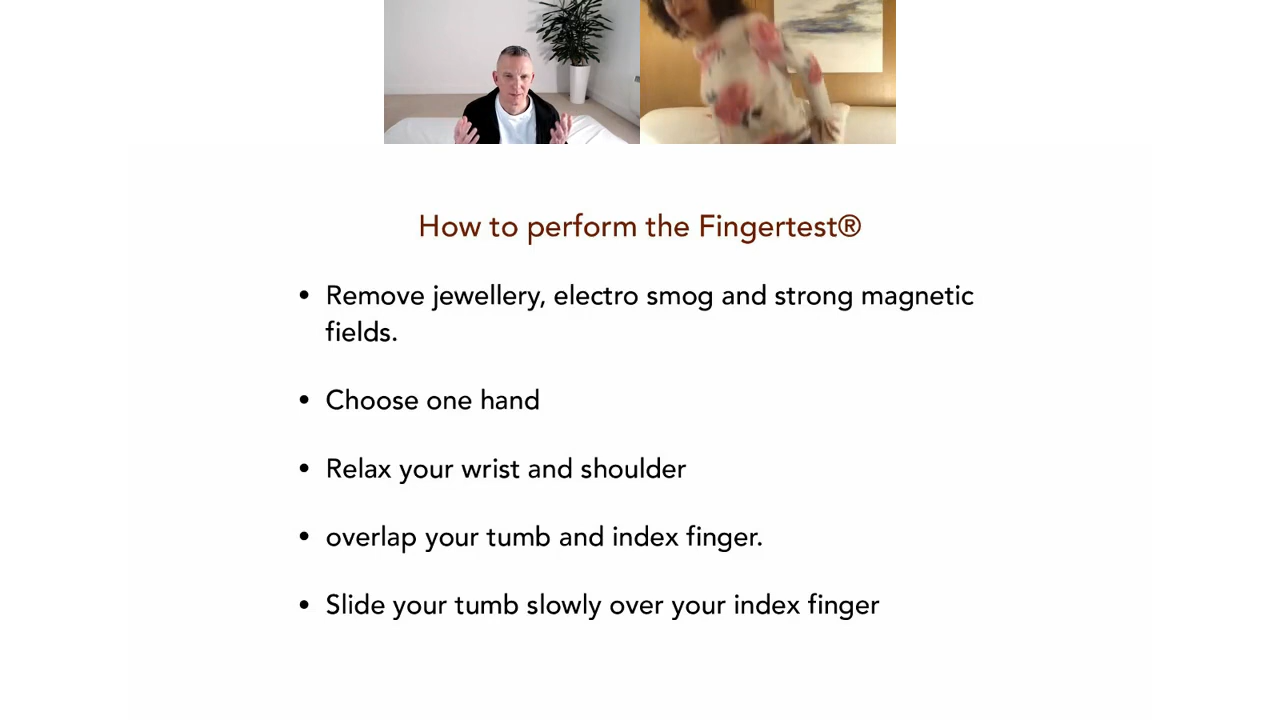 How to perform the Fingertest®
• Remove jewellery, electro smog and strong magnetic
fields.
• Choose one hand
• Relax your wrist and shoulder
• overlap your tumb and index finger.
• Slide your tumb slowly over your index finger